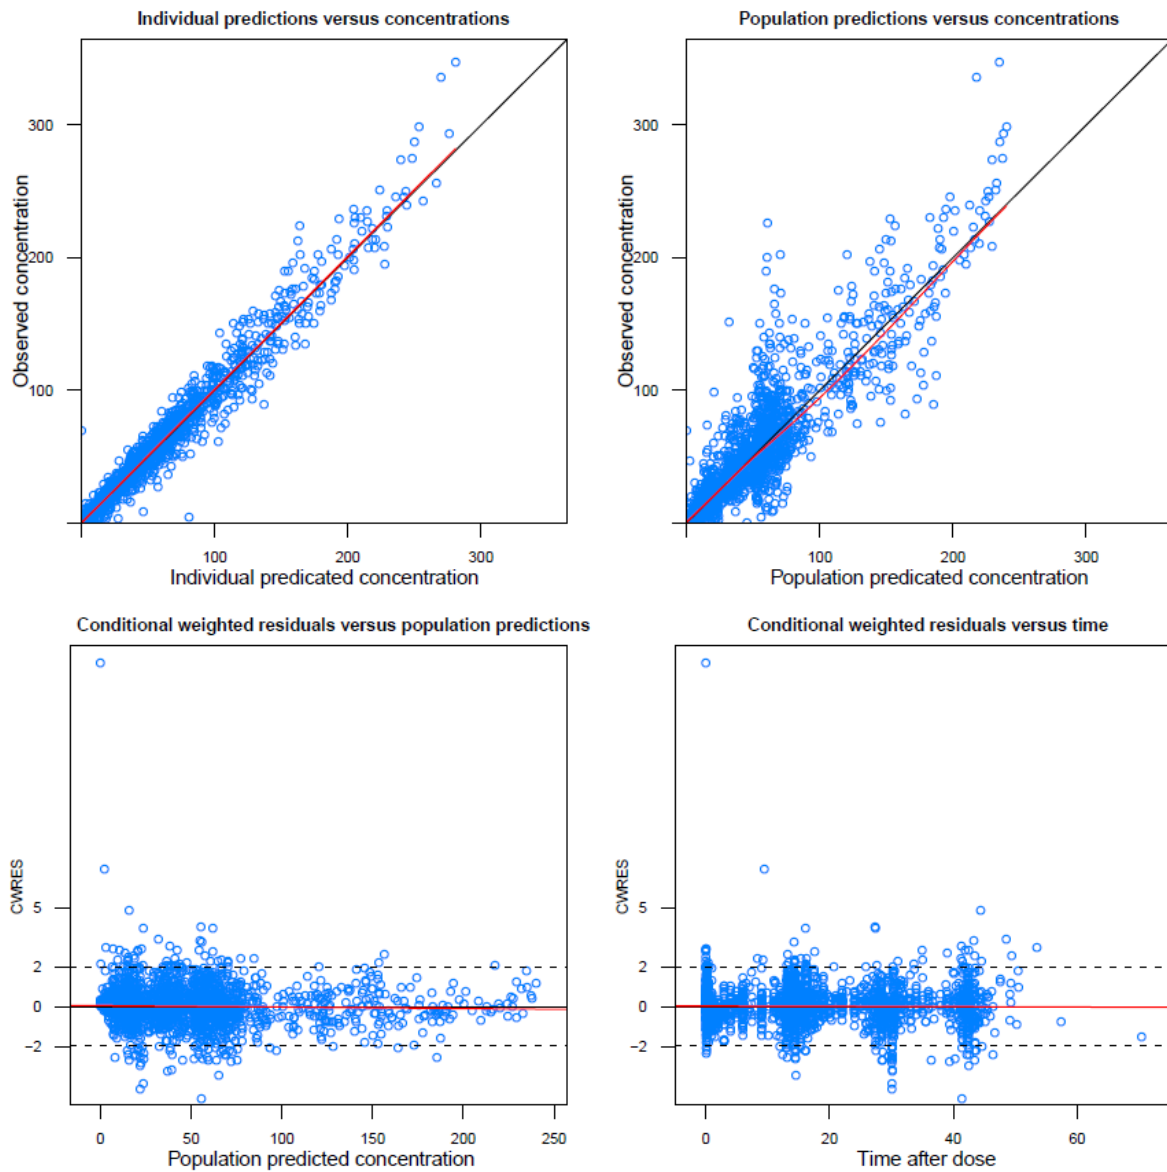 Individual predictions versus concentrations
Observed concentration
300
200
100
100
200
300
Individual predicated concentration
Population predictions versus concentrations
Observed concentration
300
200
100
100
200
300
Population predicated concentration
Conditional weighted residuals versus population predictions
CWRES
5
2
0
−2
0
50
100
150
200
250
Population predicted concentration
Conditional weighted residuals versus time
CWRES
5
2
0
−2
0
20
40
60
Time after dose